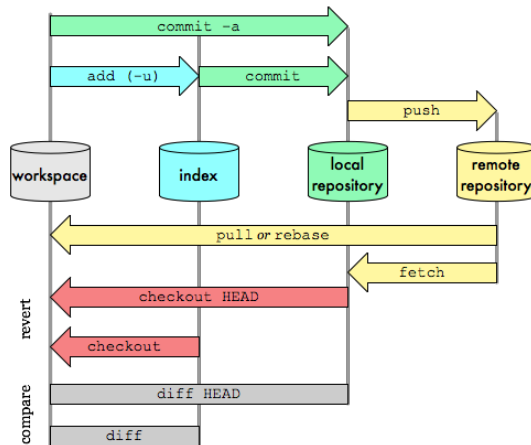 commit -a
add (-u)
commit
push
workspace
index
local
repository
remote
repository
pull or rebase
fetch
revert
checkout HEAD
checkout
compare
diff HEAD
diff